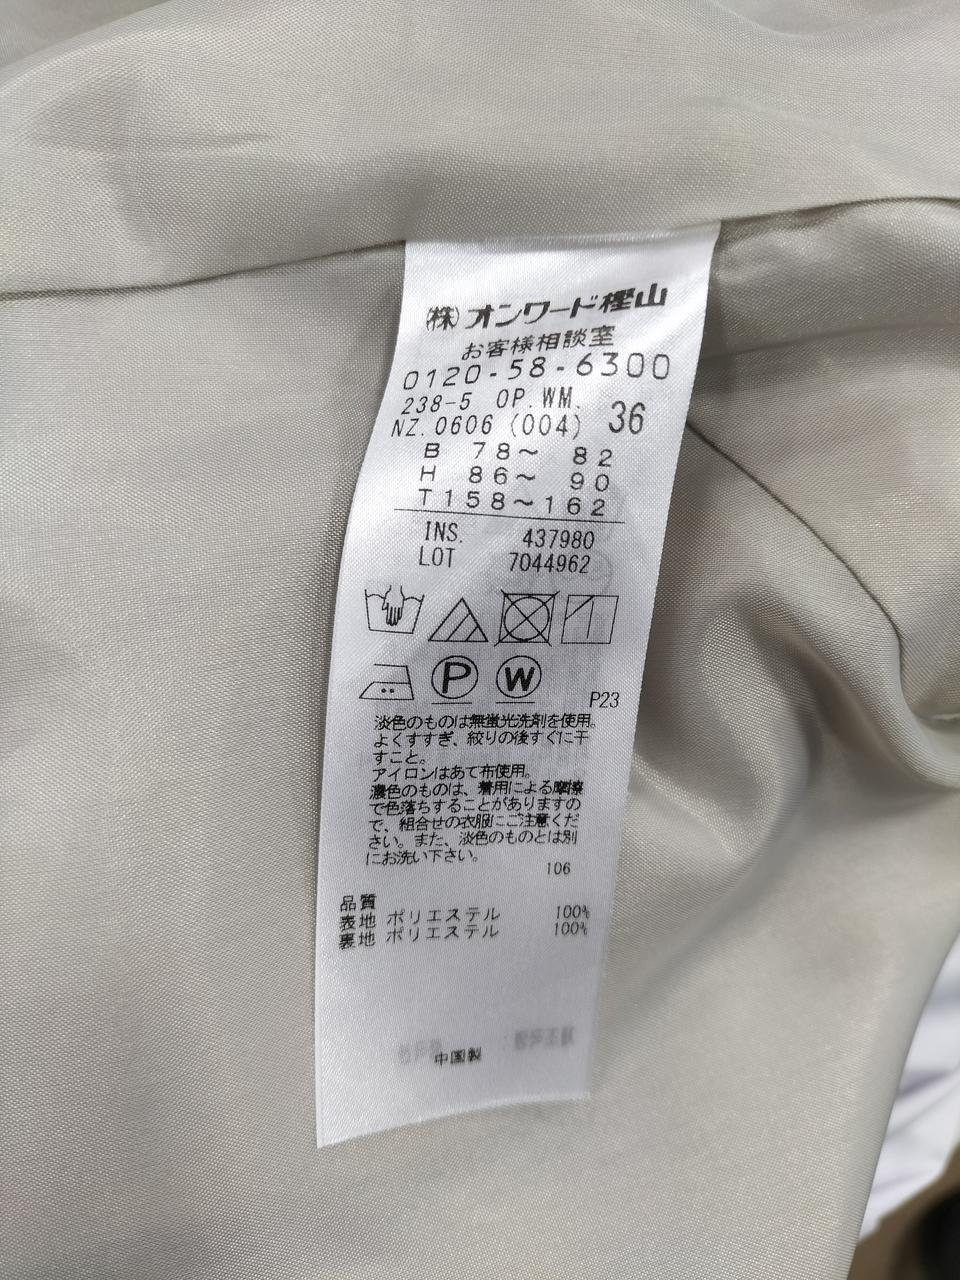 ㈱オンワード樫山
お客様相談室
0120-58-6300
238-5 OP.WM.
NZ.0606 (004) 36
B 78～ 82
H 86～ 90
T158～162
INS. 437980
LOT 7044962
P W
P23
淡色のものは無蛍光洗剤を使用。
よくすすぎ、絞りの後すぐに干
すこと。
アイロンはあて布使用。
濃色のものは、着用による摩擦
で色落ちすることがありますの
で、組合せの衣服にご注意くだ
さい。また、淡色のものとは別
にお洗い下さい。
106
品質
表地 ポリエステル 100%
裏地 ポリエステル 100%
中国製